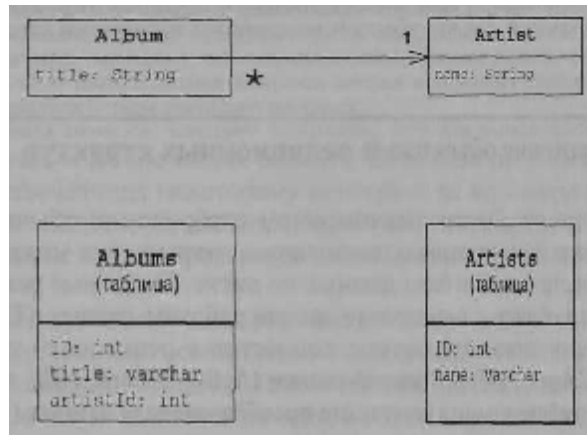 Album
Artist
title: String
*
1
name: String
Albums
(таблица)
Artists
(таблица)
ID: int
title: varchar
artistId: int
ID: int
name: varchar